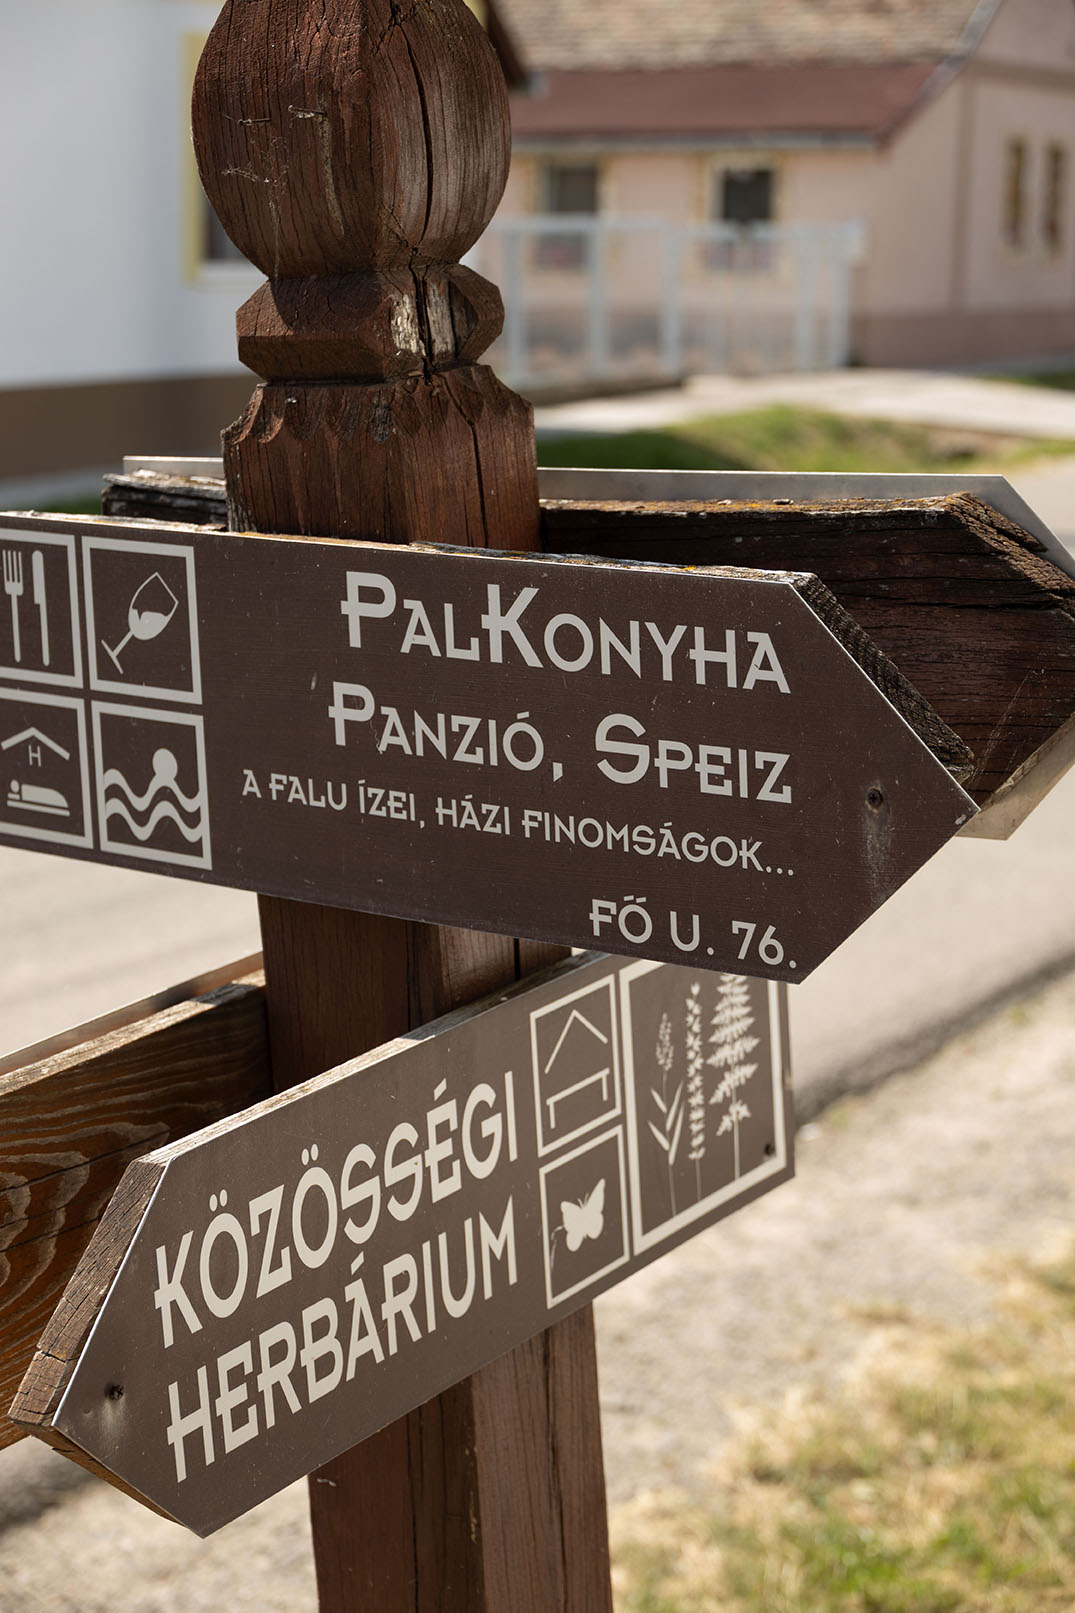 PALKONYHA
PANZIÓ, SPEIZ
A FALU ÍZEI, HÁZI FINOMSÁGOK...
FŐ U. 76.
H
KÖZÖSSÉGI
HERBÁRIUM